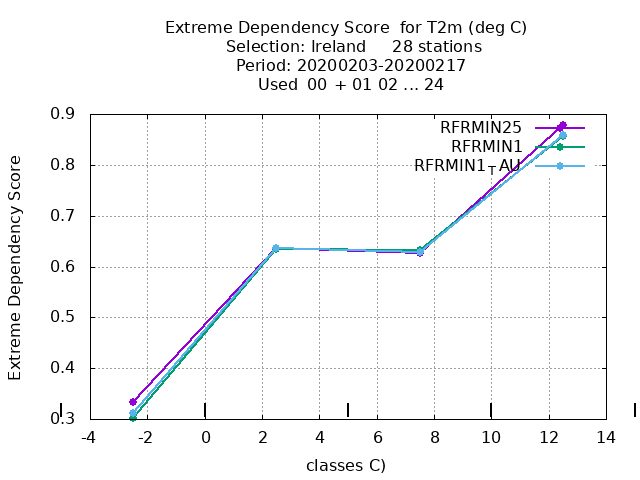 Extreme Dependency Score  for T2m (deg C)
Selection: Ireland     28 stations
Period: 20200203-20200217
Used  00  + 01 02 ... 24
RFRMIN25
RFRMIN1
RFRMIN1TAU
Extreme Dependency Score
0.9
0.8
0.7
0.6
0.5
0.4
0.3
-4 -2 0 2 4 6 8 10 12 14
classes C)